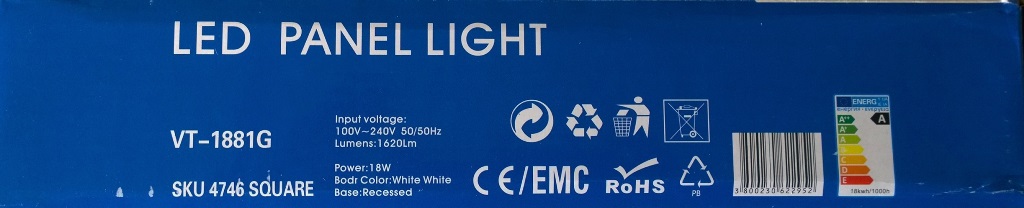 LED PANEL LIGHT
VT-1881G
SKU 4746 SQUARE
Input voltage:
100V~240V 50/50Hz
Lumens:1620Lm
Power:18W
Bodr Color:White White
Base:Recessed
CE/EMC
RoHS
PB
3800230622952
ENERG
A++
A+
A
B
C
D
E
A
18kwh/1000h